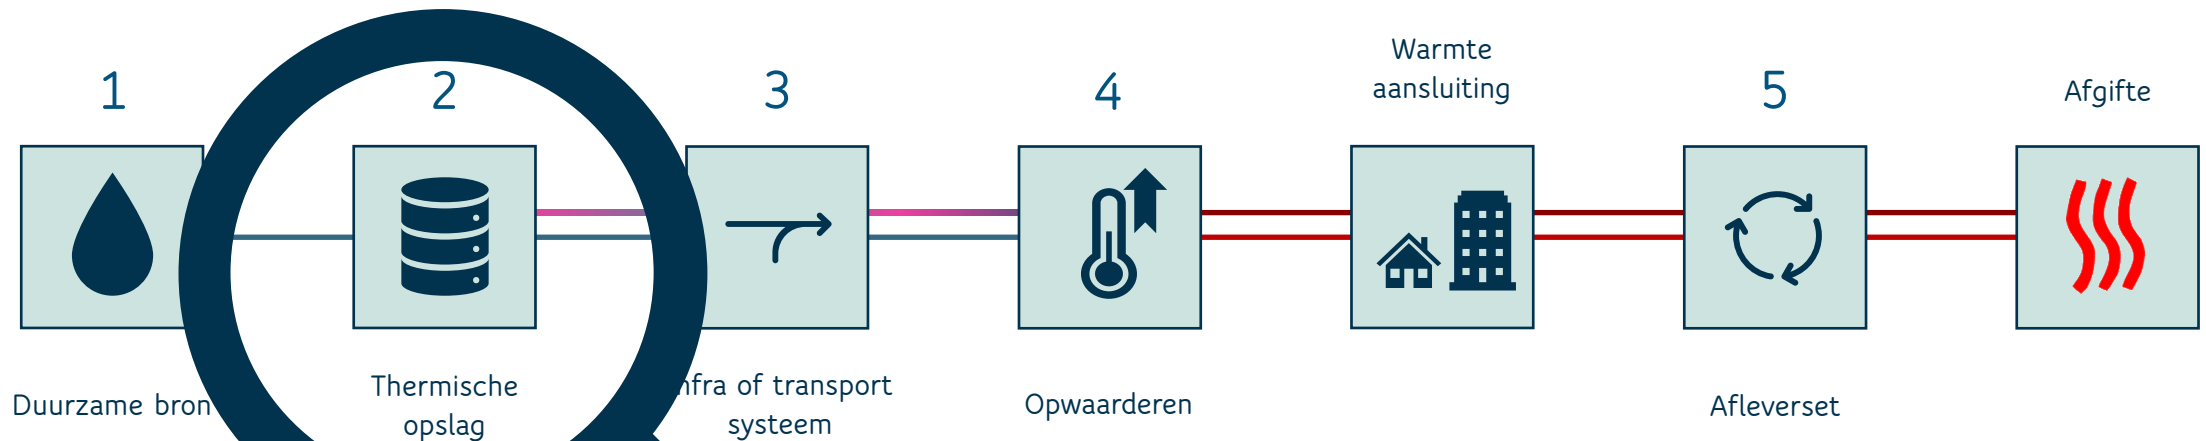 1
2
3
4
Warmte
aansluiting
5
Afgifte
Duurzame bron
Thermische
opslag
nfra of transport
systeem
Opwaarderen
Afleverset